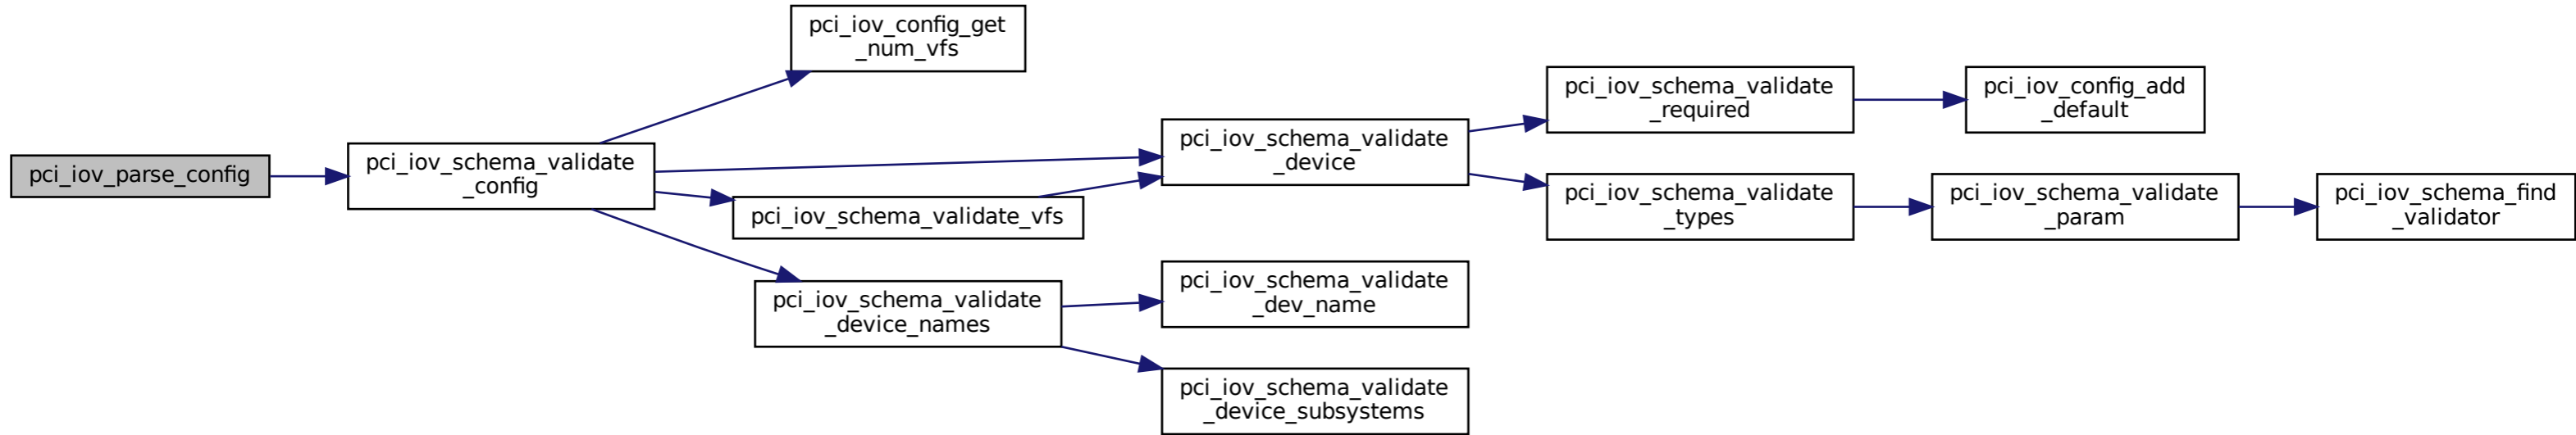 pci_iov_parse_config
pci_iov_schema_validate
_config
pci_iov_config_get
_num_vfs
pci_iov_schema_validate_vfs
pci_iov_schema_validate
_device_names
pci_iov_schema_validate
_device
pci_iov_schema_validate
_dev_name
pci_iov_schema_validate
_device_subsystems
pci_iov_schema_validate
_required
pci_iov_schema_validate
_types
pci_iov_config_add
_default
pci_iov_schema_validate
_param
pci_iov_schema_find
_validator